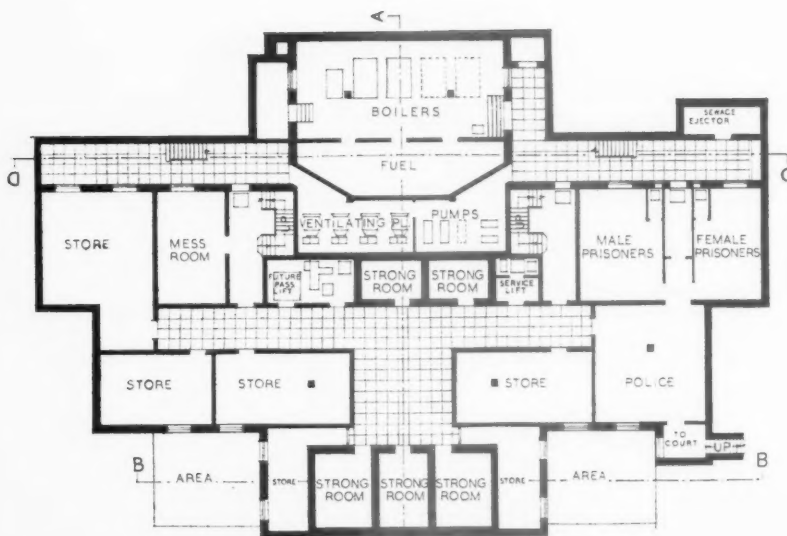 A
BOILERS
SEWAGE
EJECTOR
D
FUEL
D
STORE
MESS
ROOM
UP
VENTILATING PL
PUMPS
UP
MALE
PRISONERS
FEMALE
PRISONERS
FUTURE
PASS
LIFT
STRONG
ROOM
STRONG
ROOM
SERVICE
LIFT
STORE
STORE
STORE
POLICE
TO
COURT
UP
B
AREA
STORE
STRONG
ROOM
STRONG
ROOM
STRONG
ROOM
STORE
AREA
B